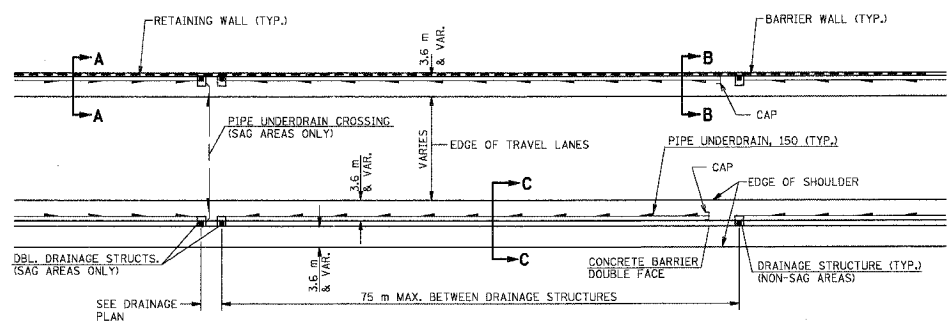 RETAINING WALL (TYP.)
3.6 m
& VAR.
BARRIER WALL (TYP.)
A
B
A
B
CAP
PIPE UNDERDRAIN CROSSING
(SAG AREAS ONLY)
VARIES
EDGE OF TRAVEL LANES
PIPE UNDERDRAIN, 150 (TYP.)
3.6 m
& VAR.
CAP
EDGE OF SHOULDER
C
C
DBL. DRAINAGE STRUCTS.
(SAG AREAS ONLY)
3.6 m
& VAR.
CONCRETE BARRIER
DOUBLE FACE
DRAINAGE STRUCTURE (TYP.)
(NON-SAG AREAS)
SEE DRAINAGE
PLAN
75 m MAX. BETWEEN DRAINAGE STRUCTURES